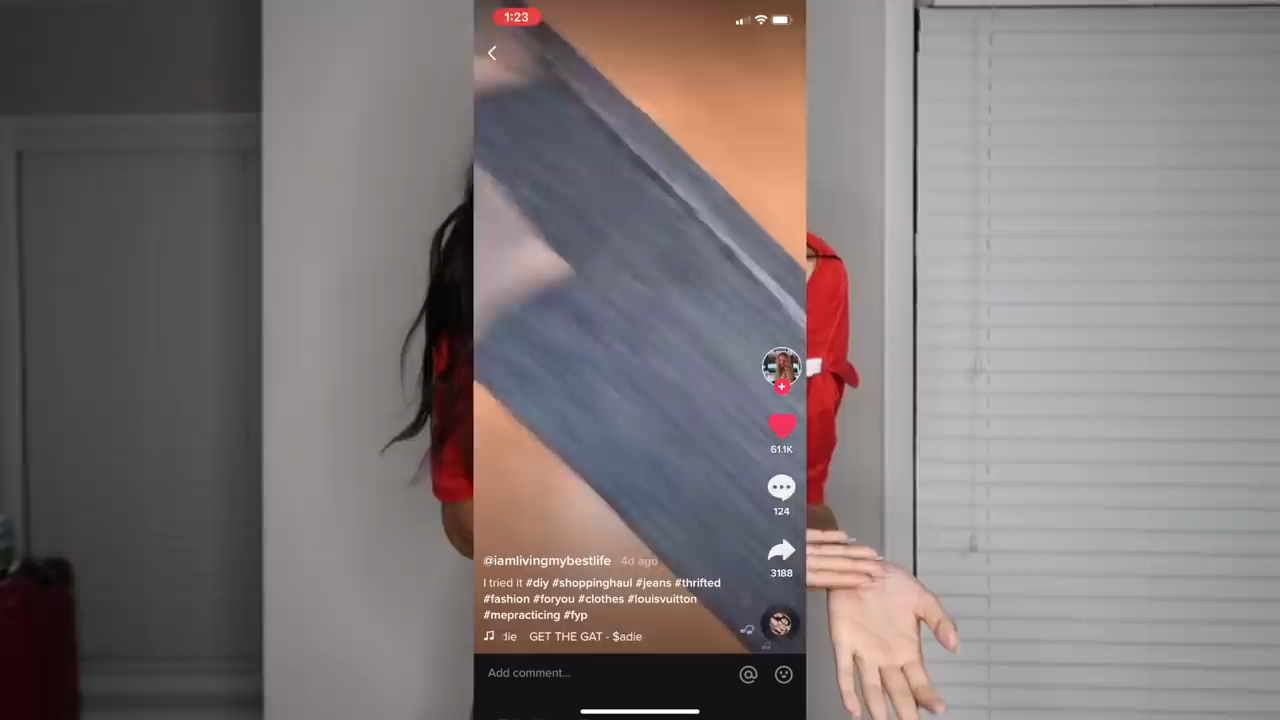 1:23
61.1K
124
3188
@iamlivingmybestlife 4d ago
I tried it #diy #shoppinghaul #jeans #thrifted
#fashion #foryou #clothes #louisvuitton
#mepracticing #fyp
die GET THE GAT - $adie
Add comment...